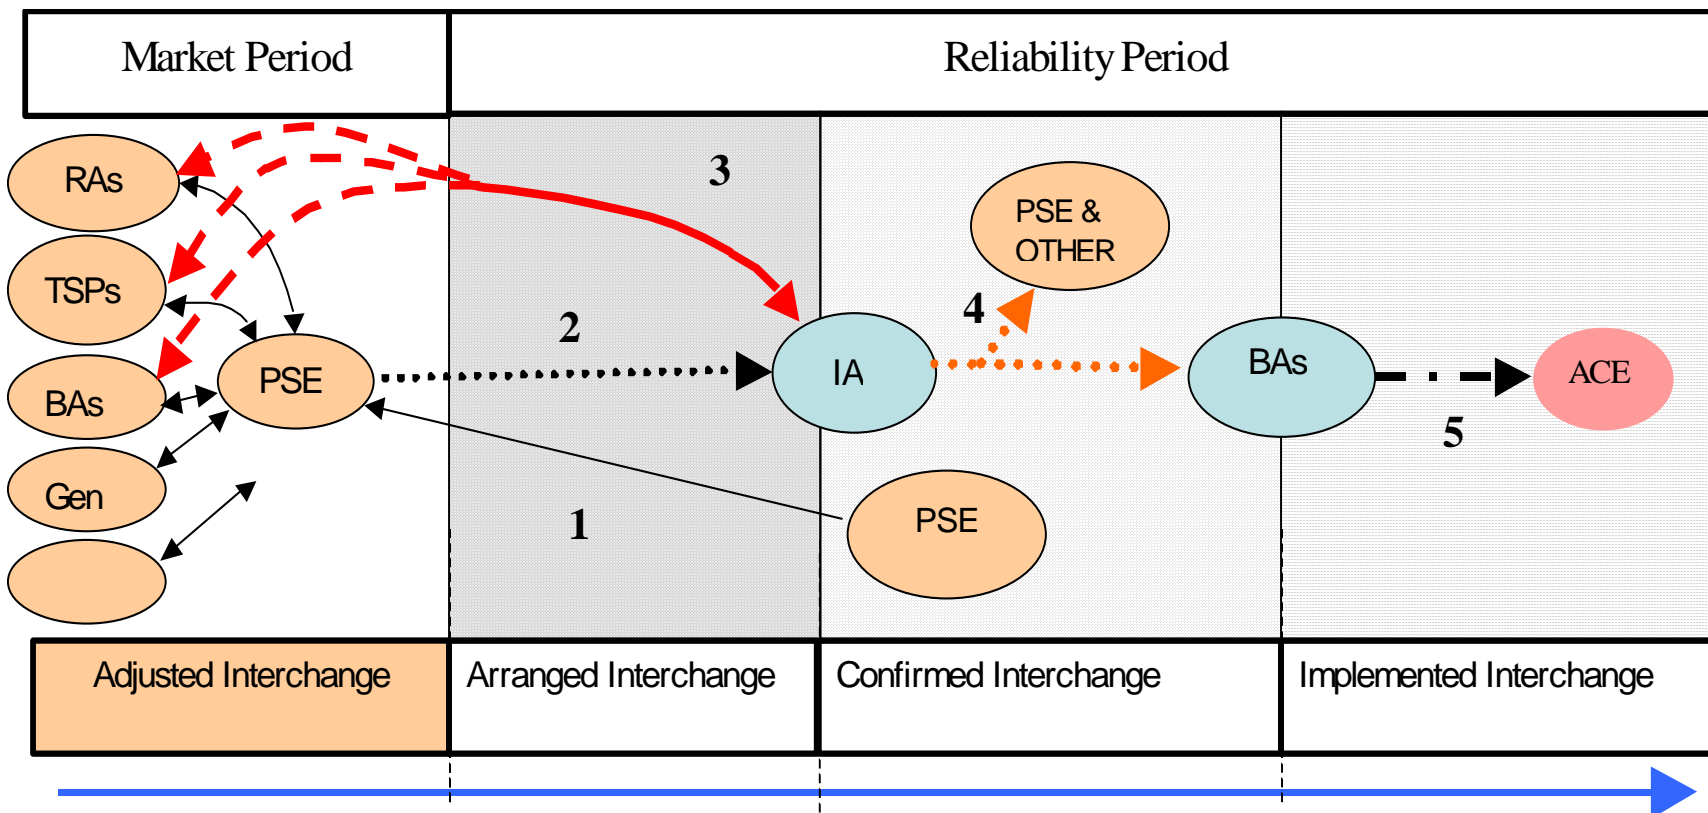 Market Period
Reliability Period
RAs
3
PSE &
OTHER
TSPs
2
4
PSE
IA
BAs
ACE
BAs
5
Gen
1
PSE
Adjusted Interchange
Arranged Interchange
Confirmed Interchange
Implemented Interchange